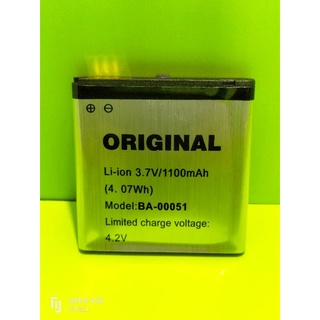 ORIGINAL
Li-ion 3.7V/1100mAh
(4. 07Wh)
Model:BA-00051
Limited charge voltage:
4.2V